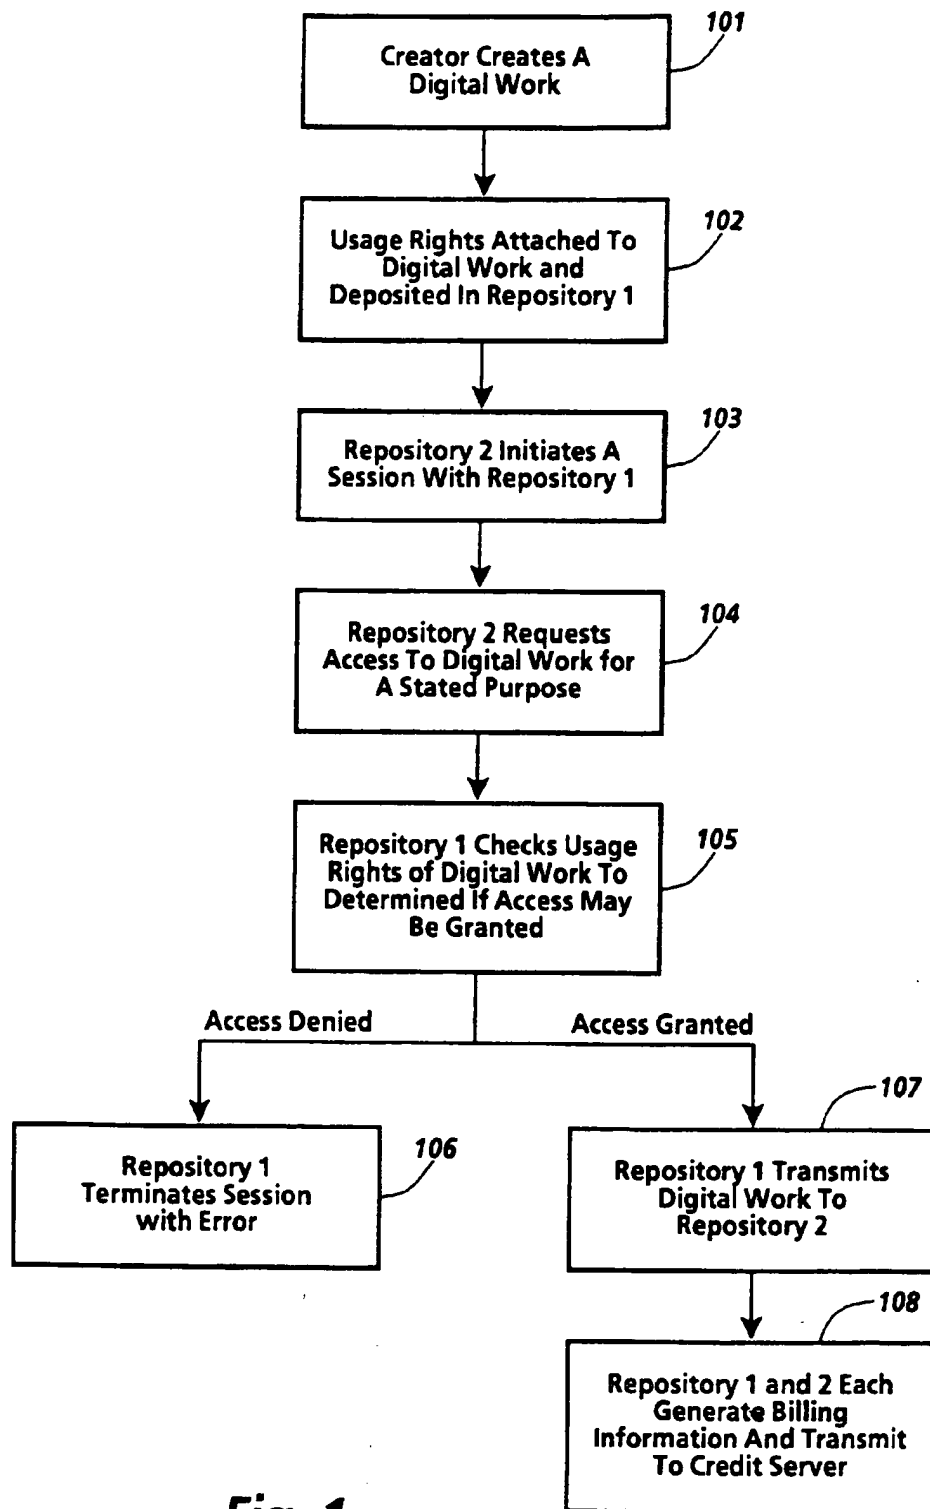 101
Creator Creates A
Digital Work
102
Usage Rights Attached To
Digital Work and
Deposited In Repository 1
103
Repository 2 Initiates A
Session With Repository 1
104
Repository 2 Requests
Access To Digital Work for
A Stated Purpose
105
Repository 1 Checks Usage
Rights of Digital Work To
Determined If Access May
Be Granted
Access Denied
Access Granted
106
Repository 1
Terminates Session
with Error
107
Repository 1 Transmits
Digital Work To
Repository 2
108
Repository 1 and 2 Each
Generate Billing
Information And Transmit
To Credit Server
Fig. 1